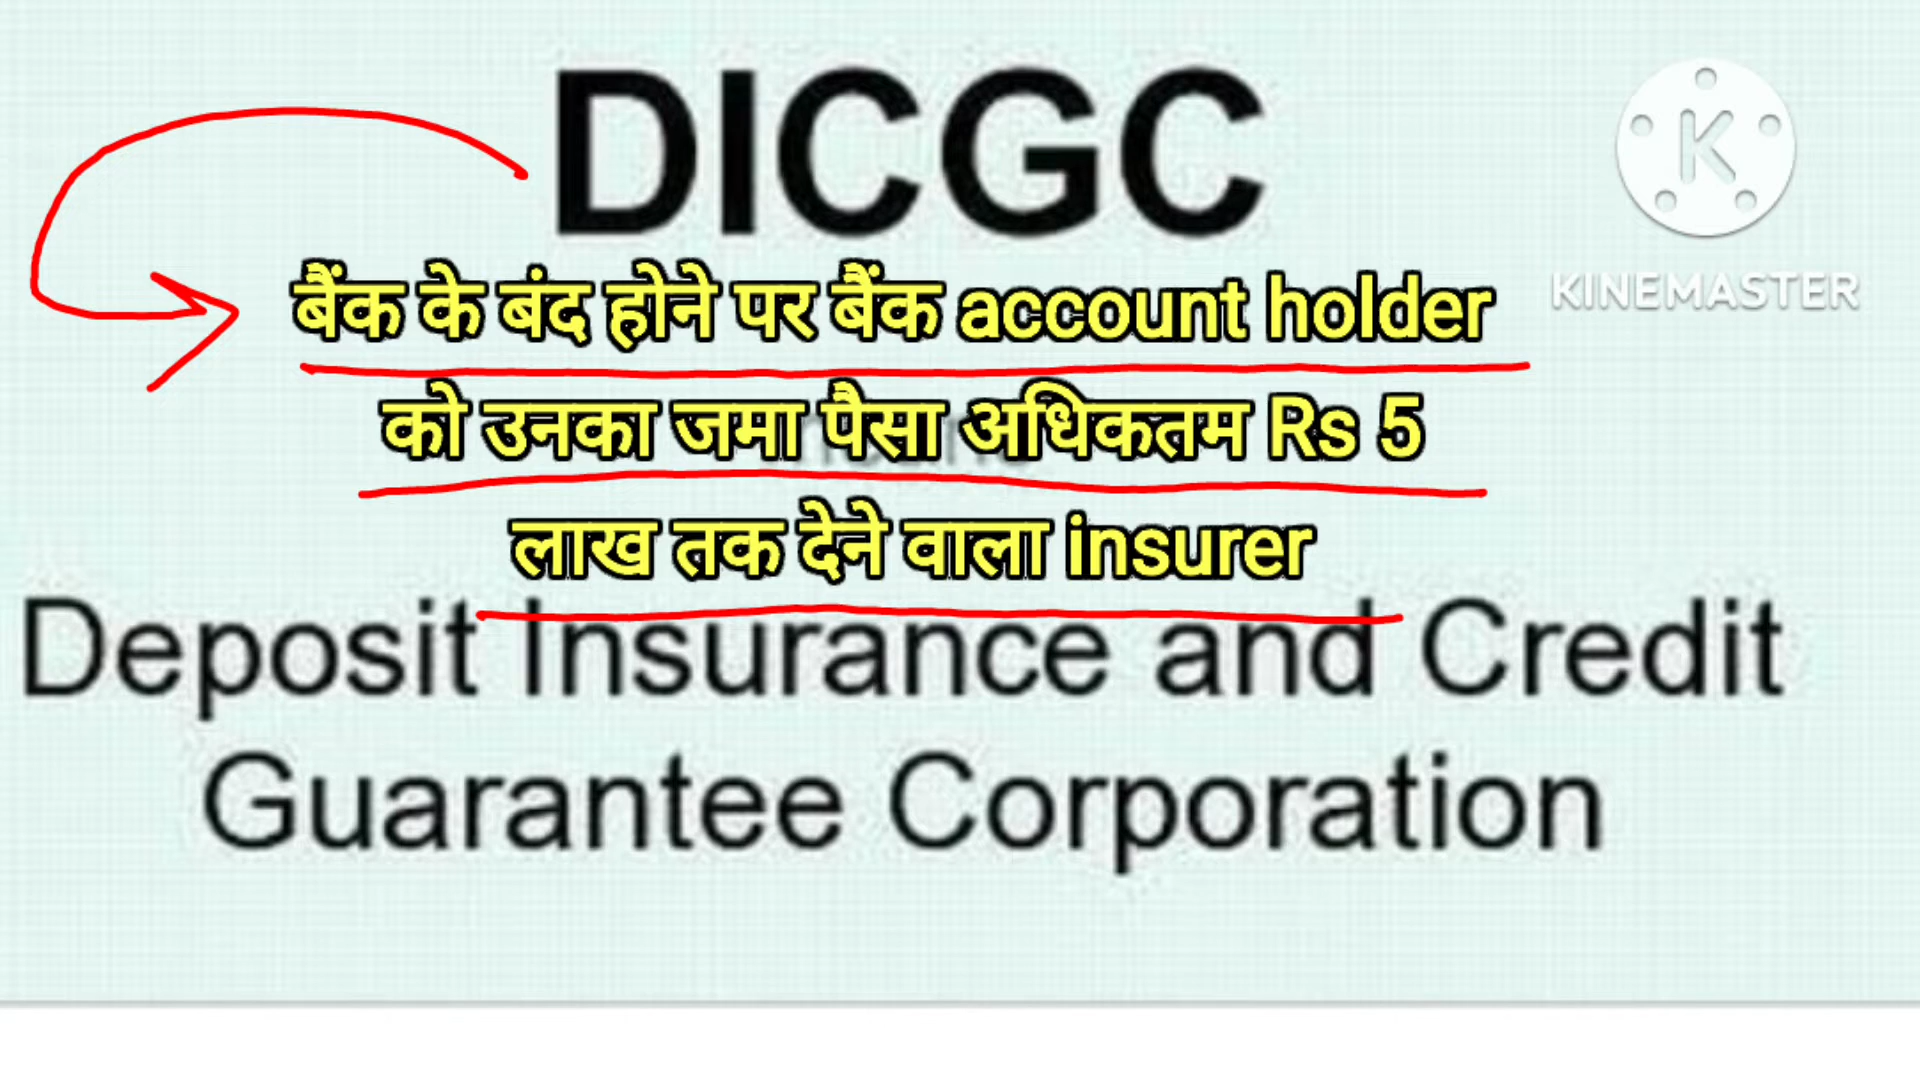 DICGC
K
KINEMASTER
बैंक के बंद होने पर बैंक account holder
को उनका जमा पैसा अधिकतम Rs 5
लाख तक देने वाला insurer
Deposit Insurance and Credit
Guarantee Corporation